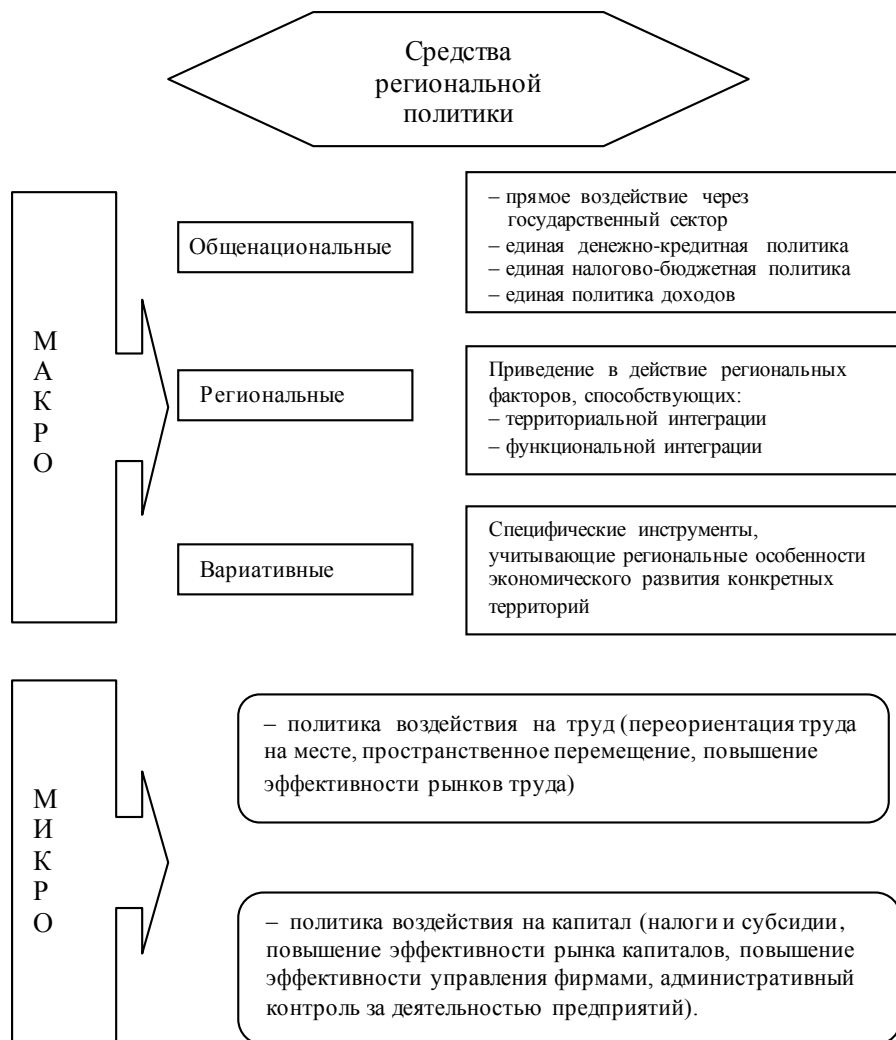 Средства
региональной
политики
МАКРО
Общенациональные
– прямое воздействие через
государственный сектор
– единая денежно-кредитная политика
– единая налогово-бюджетная политика
– единая политика доходов
Региональные
Приведение в действие региональных
факторов, способствующих:
– территориальной интеграции
– функциональной интеграции
Вариативные
Специфические инструменты,
учитывающие региональные особенности
экономического развития конкретных
территорий
МИКРО
– политика воздействия на труд (переориентация труда
на месте, пространственное перемещение, повышение
эффективности рынков труда)
– политика воздействия на капитал (налоги и субсидии,
повышение эффективности рынка капиталов, повышение
эффективности управления фирмами, административный
контроль за деятельностью предприятий).